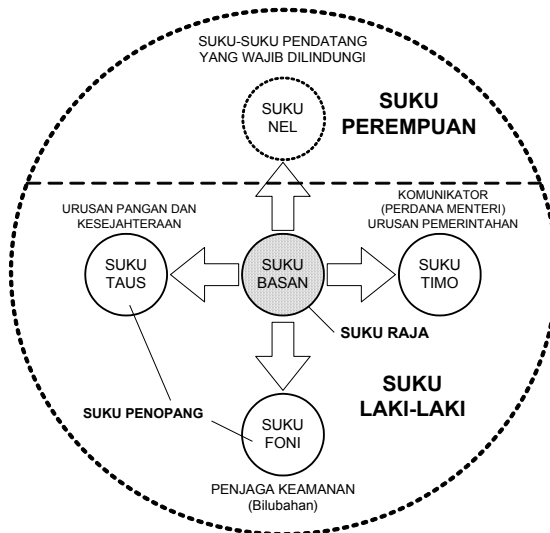 SUKU-SUKU PENDATANG
YANG WAJIB DILINDUNGI
SUKU
NEL
SUKU
PEREMPUAN
URUSAN PANGAN DAN
KESEJAHTERAAN
KOMUNIKATOR
(PERDANA MENTERI)
URUSAN PEMERINTAHAN
SUKU
TAUS
SUKU
BASAN
SUKU
TIMO
SUKU RAJA
SUKU
LAKI-LAKI
SUKU PENOPANG
SUKU
FONI
PENJAGA KEAMANAN
(Bilubahan)